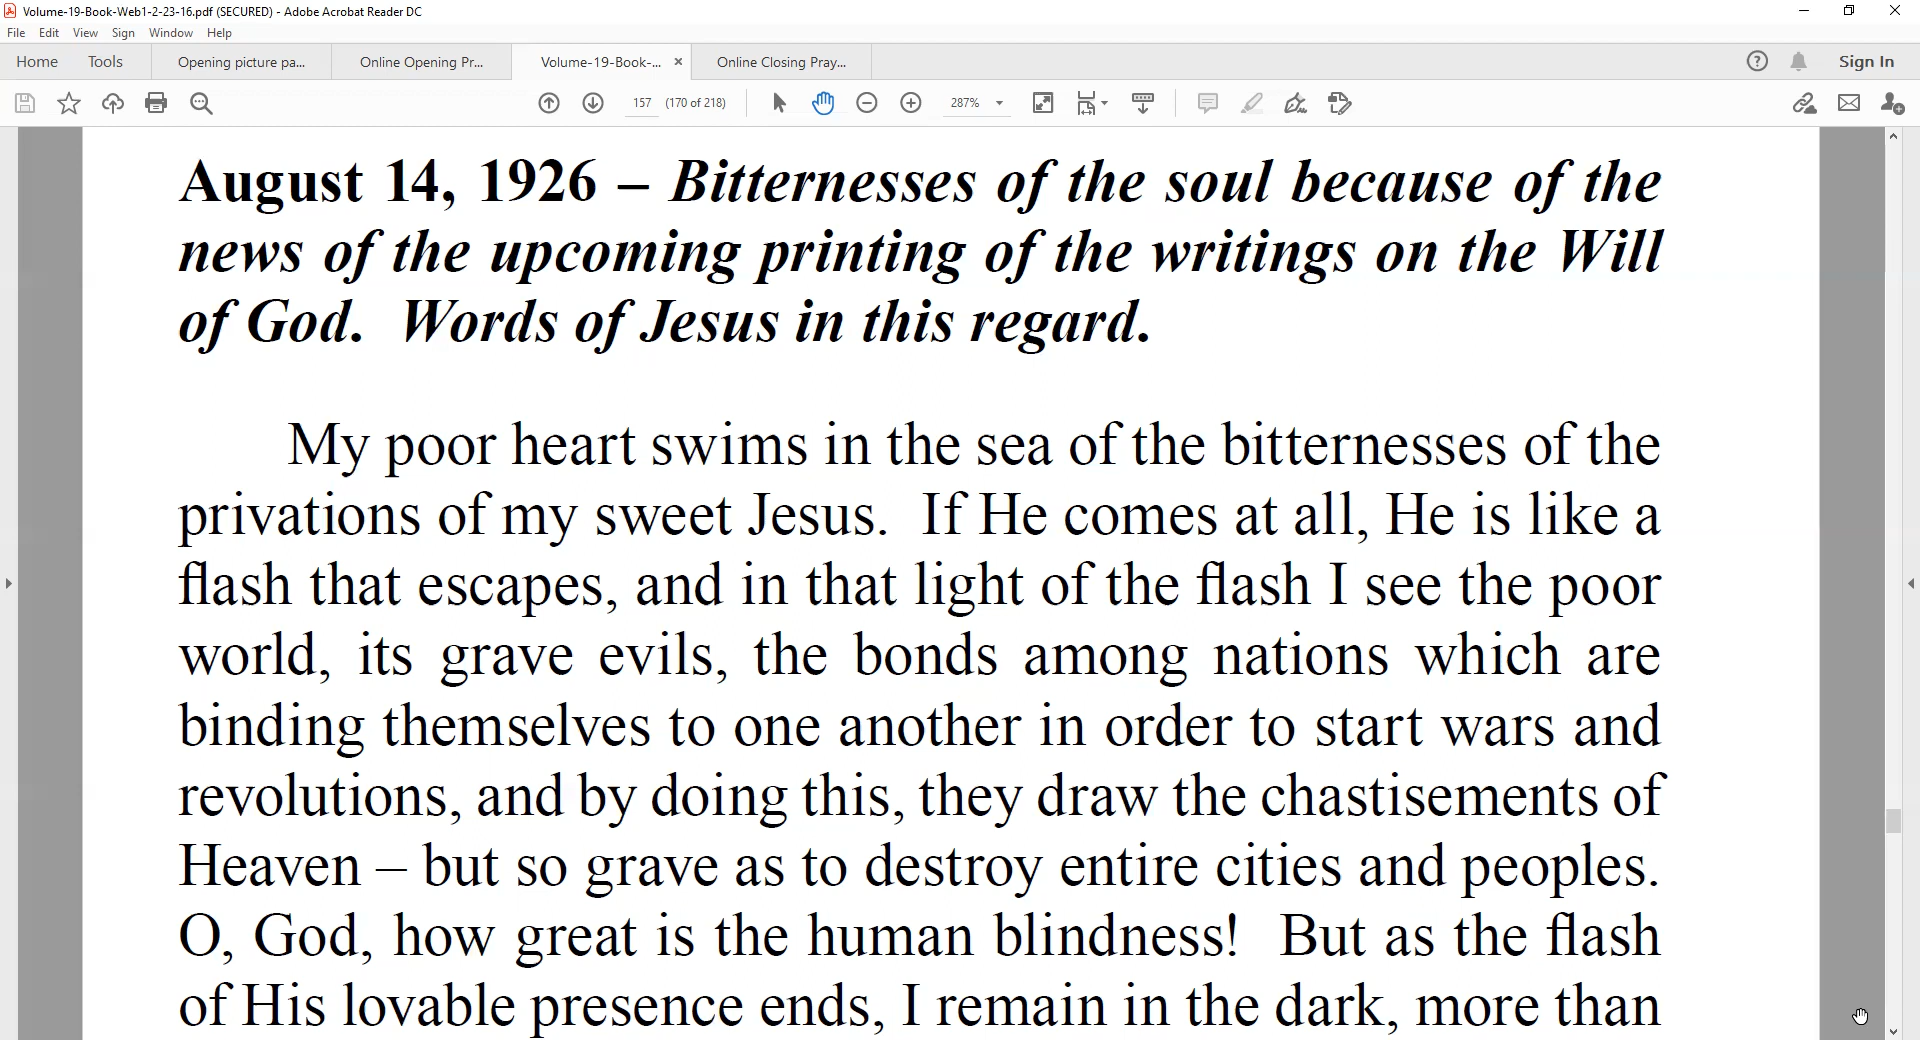 Volume-19-Book-Web1-2-23-16.pdf (SECURED) - Adobe Acrobat Reader DC
File Edit View Sign Window Help
Home Tools Opening picture pa... Online Opening Pr... Volume-19-Book-... × Online Closing Pray... Sign In
157 (170 of 218) 287%
August 14, 1926 – Bitternesses of the soul because of the
news of the upcoming printing of the writings on the Will
of God. Words of Jesus in this regard.
My poor heart swims in the sea of the bitternesses of the
privations of my sweet Jesus. If He comes at all, He is like a
flash that escapes, and in that light of the flash I see the poor
world, its grave evils, the bonds among nations which are
binding themselves to one another in order to start wars and
revolutions, and by doing this, they draw the chastisements of
Heaven – but so grave as to destroy entire cities and peoples.
O, God, how great is the human blindness! But as the flash
of His lovable presence ends, I remain in the dark, more than